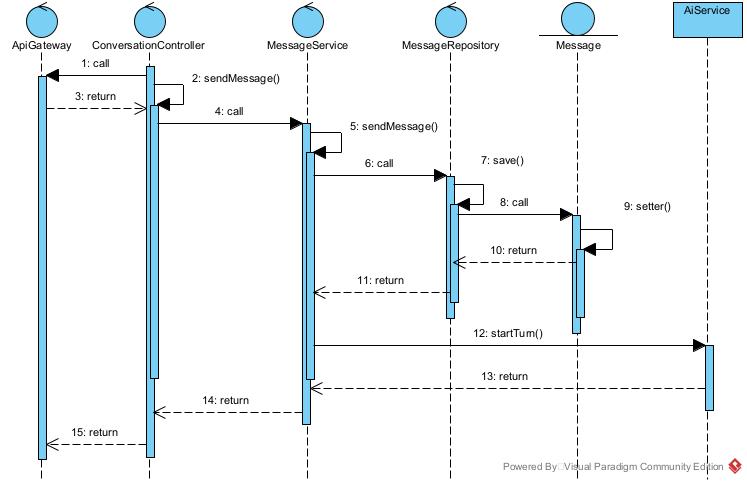 ApiGateway
ConversationController
MessageService
MessageRepository
Message
AiService
1: call
2: sendMessage()
3: return
4: call
5: sendMessage()
6: call
7: save()
8: call
9: setter()
10: return
11: return
12: startTurn()
13: return
14: return
15: return
Powered By Visual Paradigm Community Edition